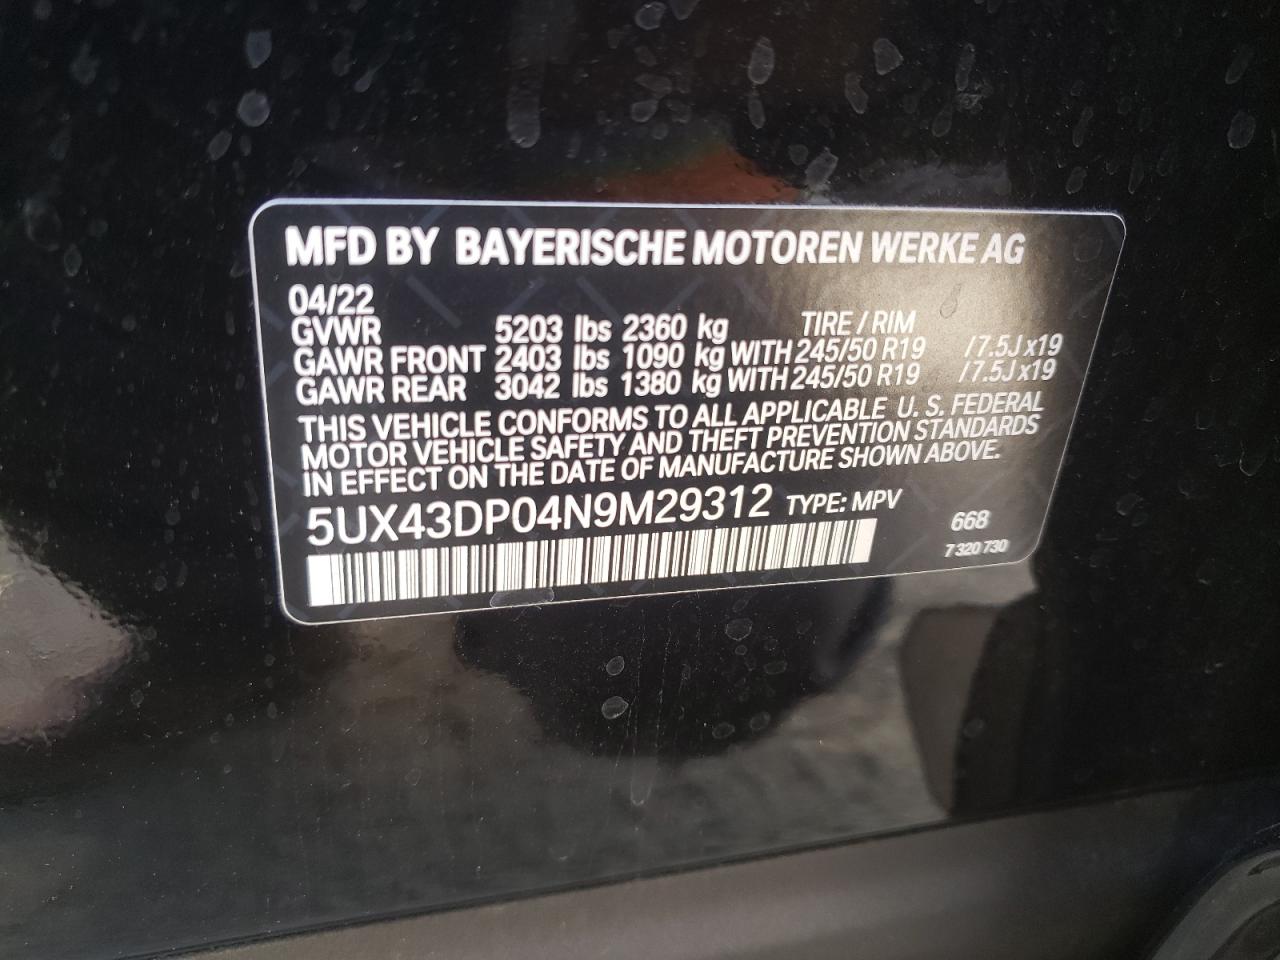 MFD BY BAYERISCHE MOTOREN WERKE AG
04/22
GVWR 5203 lbs 2360 kg TIRE / RIM
GAWR FRONT 2403 lbs 1090 kg WITH 245/50 R19 / 7.5J x19
GAWR REAR 3042 lbs 1380 kg WITH 245/50 R19 / 7.5J x19
THIS VEHICLE CONFORMS TO ALL APPLICABLE U. S. FEDERAL
MOTOR VEHICLE SAFETY AND THEFT PREVENTION STANDARDS
IN EFFECT ON THE DATE OF MANUFACTURE SHOWN ABOVE.
5UX43DP04N9M29312 TYPE: MPV
668
7 320 730